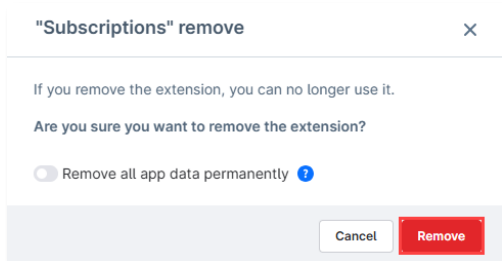 "Subscriptions" remove
If you remove the extension, you can no longer use it.
Are you sure you want to remove the extension?
Remove all app data permanently ?
Cancel Remove